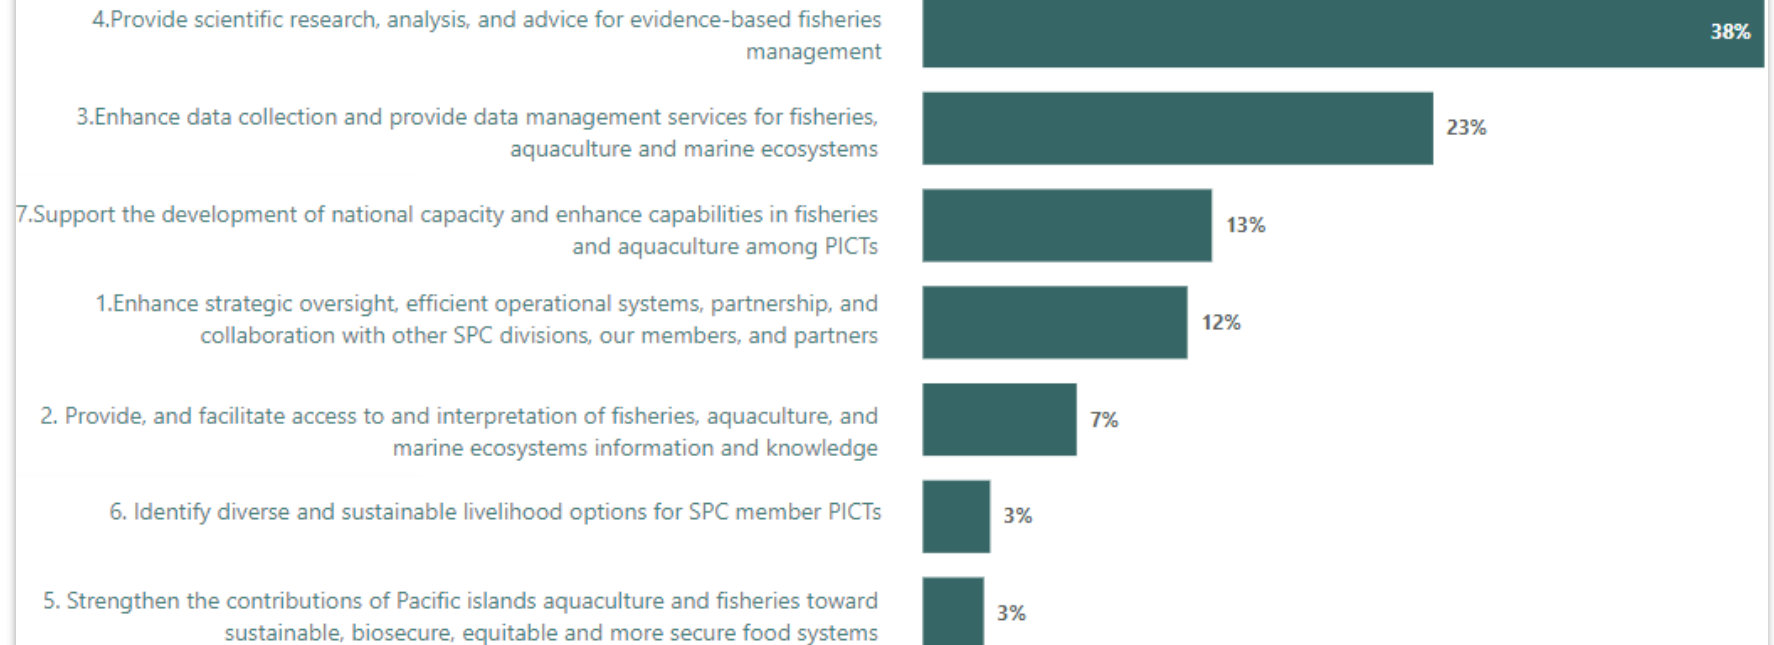 4.Provide scientific research, analysis, and advice for evidence-based fisheries
management
38%
3.Enhance data collection and provide data management services for fisheries,
aquaculture and marine ecosystems
23%
7.Support the development of national capacity and enhance capabilities in fisheries
and aquaculture among PICTs
13%
1.Enhance strategic oversight, efficient operational systems, partnership, and
collaboration with other SPC divisions, our members, and partners
12%
2. Provide, and facilitate access to and interpretation of fisheries, aquaculture, and
marine ecosystems information and knowledge
7%
6. Identify diverse and sustainable livelihood options for SPC member PICTs
3%
5. Strengthen the contributions of Pacific islands aquaculture and fisheries toward
sustainable, biosecure, equitable and more secure food systems
3%